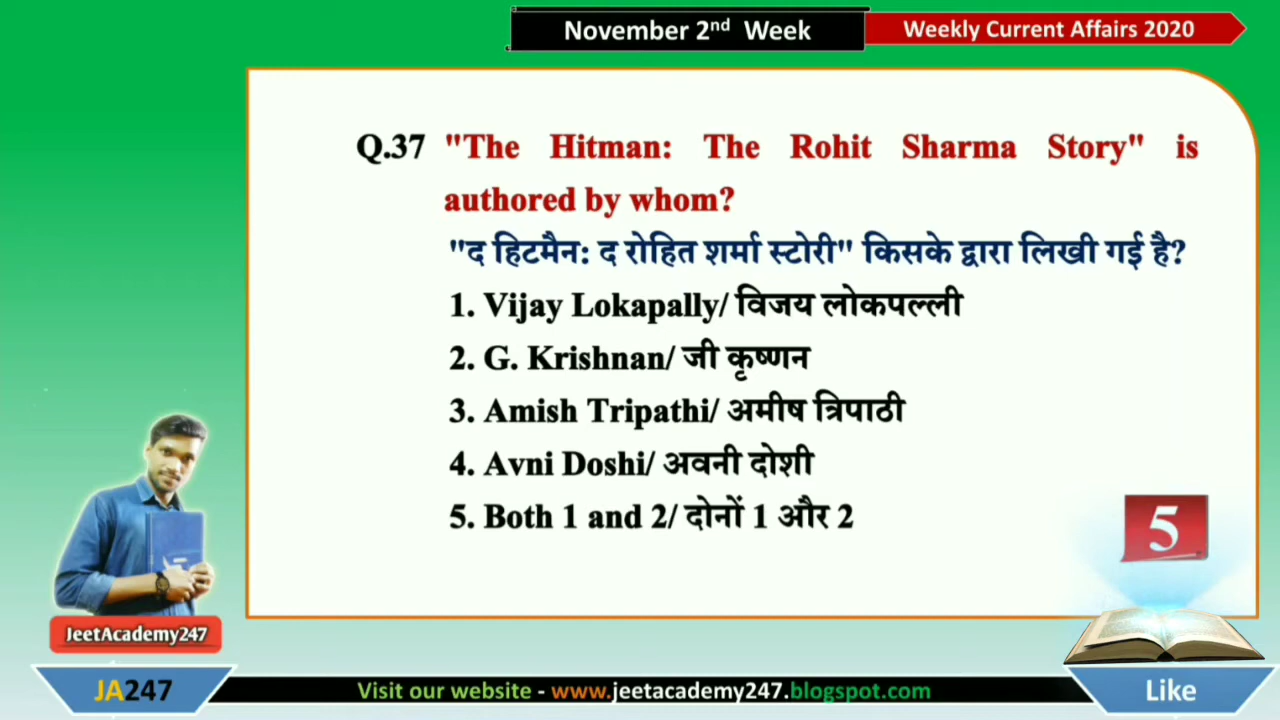 November 2nd Week
Weekly Current Affairs 2020
Q.37 "The Hitman: The Rohit Sharma Story" is
authored by whom?
"द हिटमैन: द रोहित शर्मा स्टोरी" किसके द्वारा लिखी गई है?
1. Vijay Lokapally/ विजय लोकपल्ली
2. G. Krishnan/ जी कृष्णन
3. Amish Tripathi/ अमीष त्रिपाठी
4. Avni Doshi/ अवनी दोशी
5. Both 1 and 2/ दोनों 1 और 2
5
JeetAcademy247
JA247
Visit our website - www.jeetacademy247.blogspot.com
Like